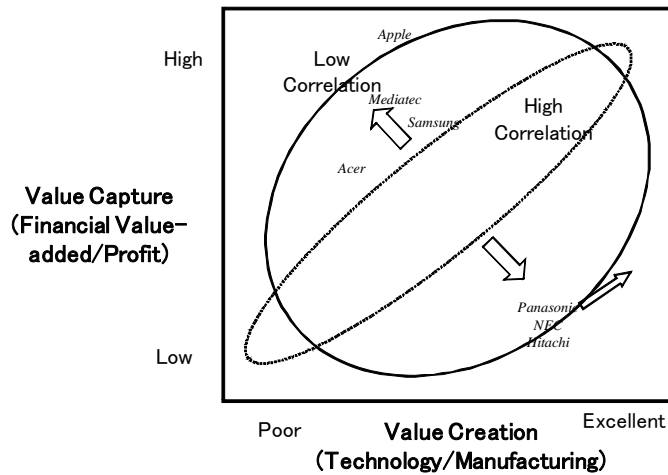 Apple
High
Low
Correlation
Mediatec
High
Correlation
Samsung
Acer
Value Capture
(Financial Value-
added/Profit)
Panasonic
NEC
Hitachi
Low
Poor
Value Creation
Excellent
(Technology/Manufacturing)